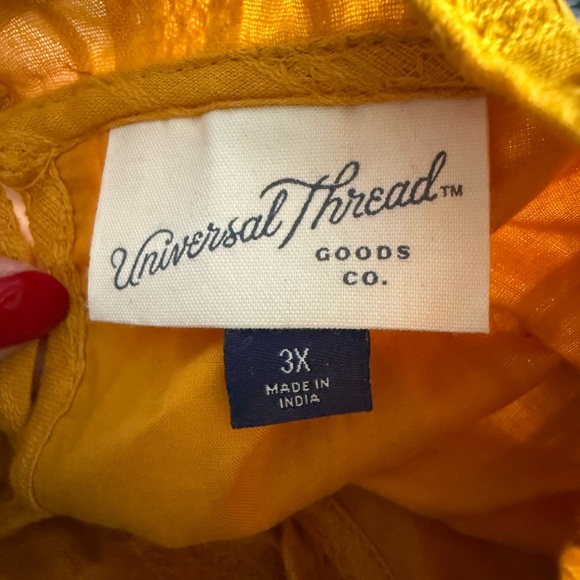 Universal Thread™
GOODS
CO.
3X
MADE IN
INDIA